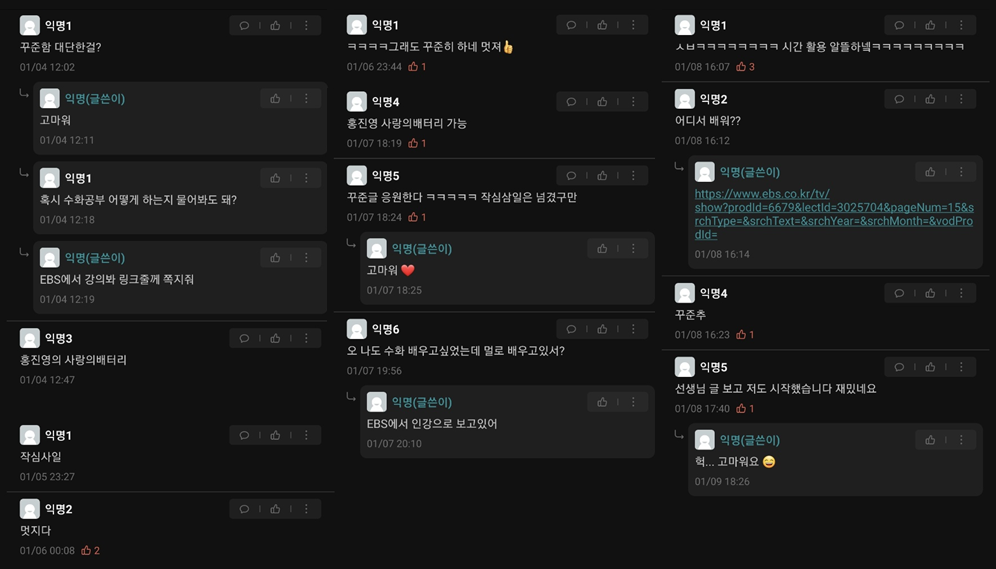 익명1
꾸준함 대단한걸?
01/04 12:02
익명(글쓴이)
고마워
01/04 12:11
익명1
혹시 수화공부 어떻게 하는지 물어봐도 돼?
01/04 12:18
익명(글쓴이)
EBS에서 강의봐 링크줄께 쪽지줘
01/04 12:19
익명3
홍진영의 사랑의배터리
01/04 12:47
익명1
작심사일
01/05 23:27
익명2
멋지다
01/06 00:08 2
익명1
ㅋㅋㅋㅋ그래도 꾸준히 하네 멋져👍
01/06 23:44 1
익명4
홍진영 사랑의배터리 가능
01/07 18:19 1
익명5
꾸준글 응원한다 ㅋㅋㅋㅋㅋ 작심삼일은 넘겼구만
01/07 18:24 1
익명(글쓴이)
고마워 ❤️
01/07 18:25
익명6
오 나도 수화 배우고싶었는데 멀로 배우고있서?
01/07 19:56
익명(글쓴이)
EBS에서 인강으로 보고있어
01/07 20:10
익명1
ㅅㅂㅋㅋㅋㅋㅋㅋㅋㅋ 시간 활용 알뜰하넼ㅋㅋㅋㅋㅋㅋㅋㅋㅋ
01/08 16:07 3
익명2
어디서 배워??
01/08 16:12
익명(글쓴이)
https://www.ebs.co.kr/tv/
show?prodId=6679&lectId=3025704&pageNum=15&s
rchType=&srchText=&srchYear=&srchMonth=&vodPro
dId=
01/08 16:14
익명4
꾸준추
01/08 16:23 1
익명5
선생님 글 보고 저도 시작했습니다 재밌네요
01/08 17:40 1
익명(글쓴이)
헉... 고마워요 😄
01/09 18:26